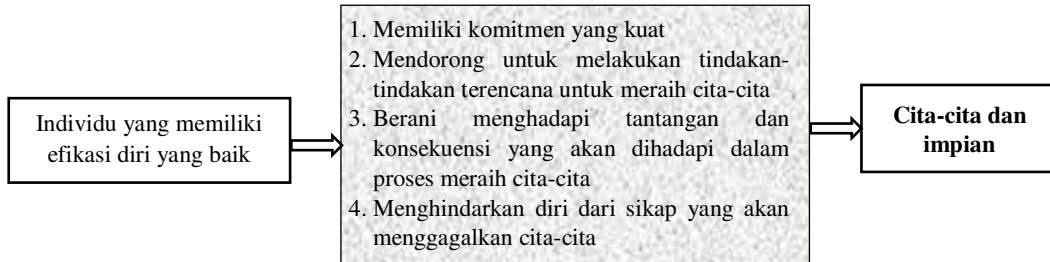 Individu yang memiliki
efikasi diri yang baik
1. Memiliki komitmen yang kuat
2. Mendorong untuk melakukan tindakan-
tindakan terencana untuk meraih cita-cita
3. Berani menghadapi tantangan dan
konsekuensi yang akan dihadapi dalam
proses meraih cita-cita
4. Menghindarkan diri dari sikap yang akan
menggagalkan cita-cita
Cita-cita dan
impian